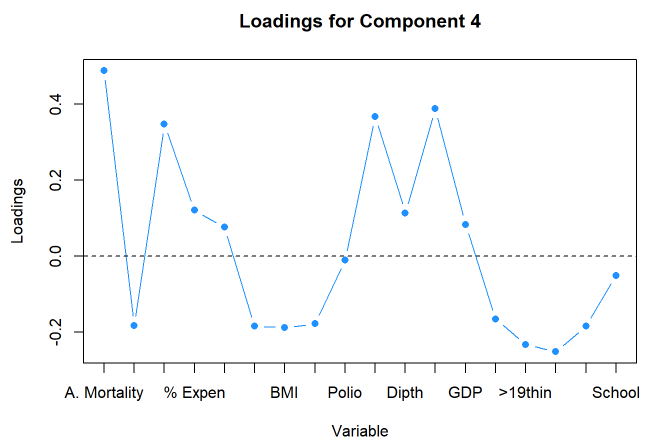 Loadings for Component 4
Loadings
0.4
0.2
0.0
-0.2
A. Mortality % Expen BMI Polio Dipth GDP >19thin School
Variable